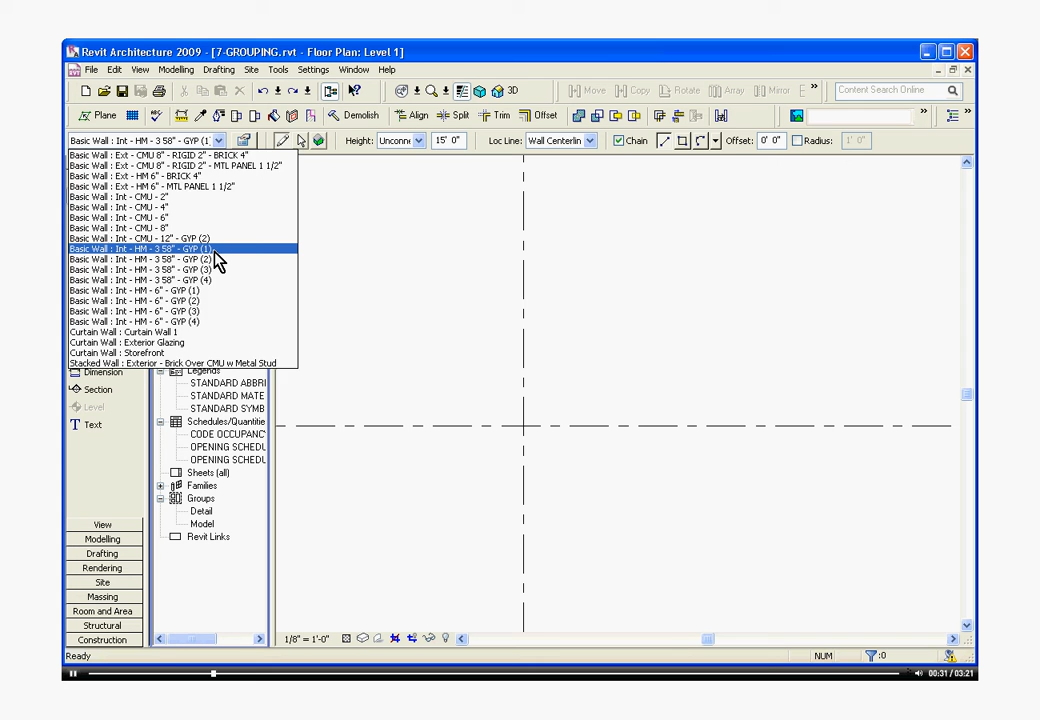 Revit Architecture 2009 - [7-GROUPING.rvt - Floor Plan: Level 1]
File Edit View Modelling Drafting Site Tools Settings Window Help
3D Move Copy Rotate Array Mirror Content Search Online
Plane Demolish Align Split Trim Offset
Basic Wall : Int - HM - 3 58" - GYP (1) Height: Unconne 15' 0" Loc Line: Wall Centerlin Chain Offset: 0' 0" Radius: 1' 0"
Basic Wall : Ext - CMU 8" - RIGID 2" - BRICK 4"
Basic Wall : Ext - CMU 8" - RIGID 2" - MTL PANEL 1 1/2"
Basic Wall : Ext - HM 6" - BRICK 4"
Basic Wall : Ext - HM 6" - MTL PANEL 1 1/2"
Basic Wall : Int - CMU - 2"
Basic Wall : Int - CMU - 4"
Basic Wall : Int - CMU - 6"
Basic Wall : Int - CMU - 8"
Basic Wall : Int - CMU - 12" - GYP (2)
Basic Wall : Int - HM - 3 58" - GYP (1)
Basic Wall : Int - HM - 3 58" - GYP (2)
Basic Wall : Int - HM - 3 58" - GYP (3)
Basic Wall : Int - HM - 3 58" - GYP (4)
Basic Wall : Int - HM - 6" - GYP (1)
Basic Wall : Int - HM - 6" - GYP (2)
Basic Wall : Int - HM - 6" - GYP (3)
Basic Wall : Int - HM - 6" - GYP (4)
Curtain Wall : Curtain Wall 1
Curtain Wall : Exterior Glazing
Curtain Wall : Storefront
Stacked Wall : Exterior - Brick Over CMU w Metal Stud
Dimension
Section
Level
Text
View
Modelling
Drafting
Rendering
Site
Massing
Room and Area
Structural
Construction
Legends
STANDARD ABBRI
STANDARD MATE
STANDARD SYMB
Schedules/Quantitie
CODE OCCUPANC
OPENING SCHEDU
OPENING SCHEDU
Sheets (all)
Families
Groups
Detail
Model
Revit Links
1/8" = 1'-0"
Ready NUM :0
00:31 / 03:21